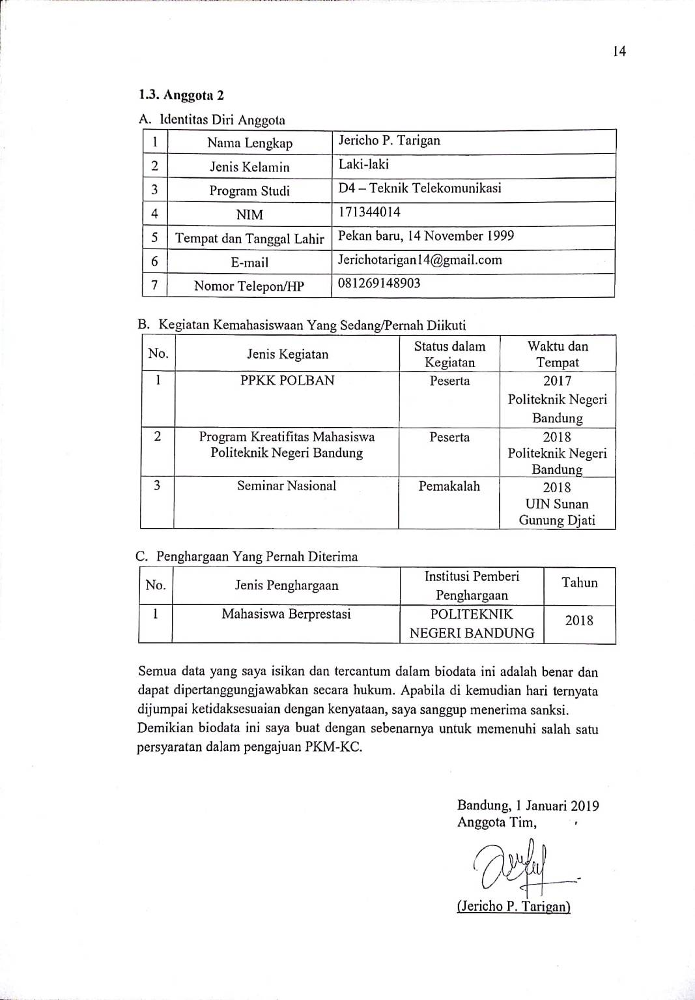 14
1.3. Anggota 2
A. Identitas Diri Anggota
1 Nama Lengkap Jericho P. Tarigan
2 Jenis Kelamin Laki-laki
3 Program Studi D4 – Teknik Telekomunikasi
4 NIM 171344014
5 Tempat dan Tanggal Lahir Pekan baru, 14 November 1999
6 E-mail Jerichotarigan14@gmail.com
7 Nomor Telepon/HP 081269148903
B. Kegiatan Kemahasiswaan Yang Sedang/Pernah Diikuti
No. Jenis Kegiatan Status dalam Kegiatan Waktu dan Tempat
1 PPKK POLBAN Peserta 2017
Politeknik Negeri
Bandung
2 Program Kreatifitas Mahasiswa Peserta 2018
Politeknik Negeri Bandung Politeknik Negeri
Bandung
3 Seminar Nasional Pemakalah 2018
UIN Sunan
Gunung Djati
C. Penghargaan Yang Pernah Diterima
No. Jenis Penghargaan Institusi Pemberi Penghargaan Tahun
1 Mahasiswa Berprestasi POLITEKNIK NEGERI BANDUNG 2018
Semua data yang saya isikan dan tercantum dalam biodata ini adalah benar dan
dapat dipertanggungjawabkan secara hukum. Apabila di kemudian hari ternyata
dijumpai ketidaksesuaian dengan kenyataan, saya sanggup menerima sanksi.
Demikian biodata ini saya buat dengan sebenarnya untuk memenuhi salah satu
persyaratan dalam pengajuan PKM-KC.
Bandung, 1 Januari 2019
Anggota Tim,
(Jericho P. Tarigan)